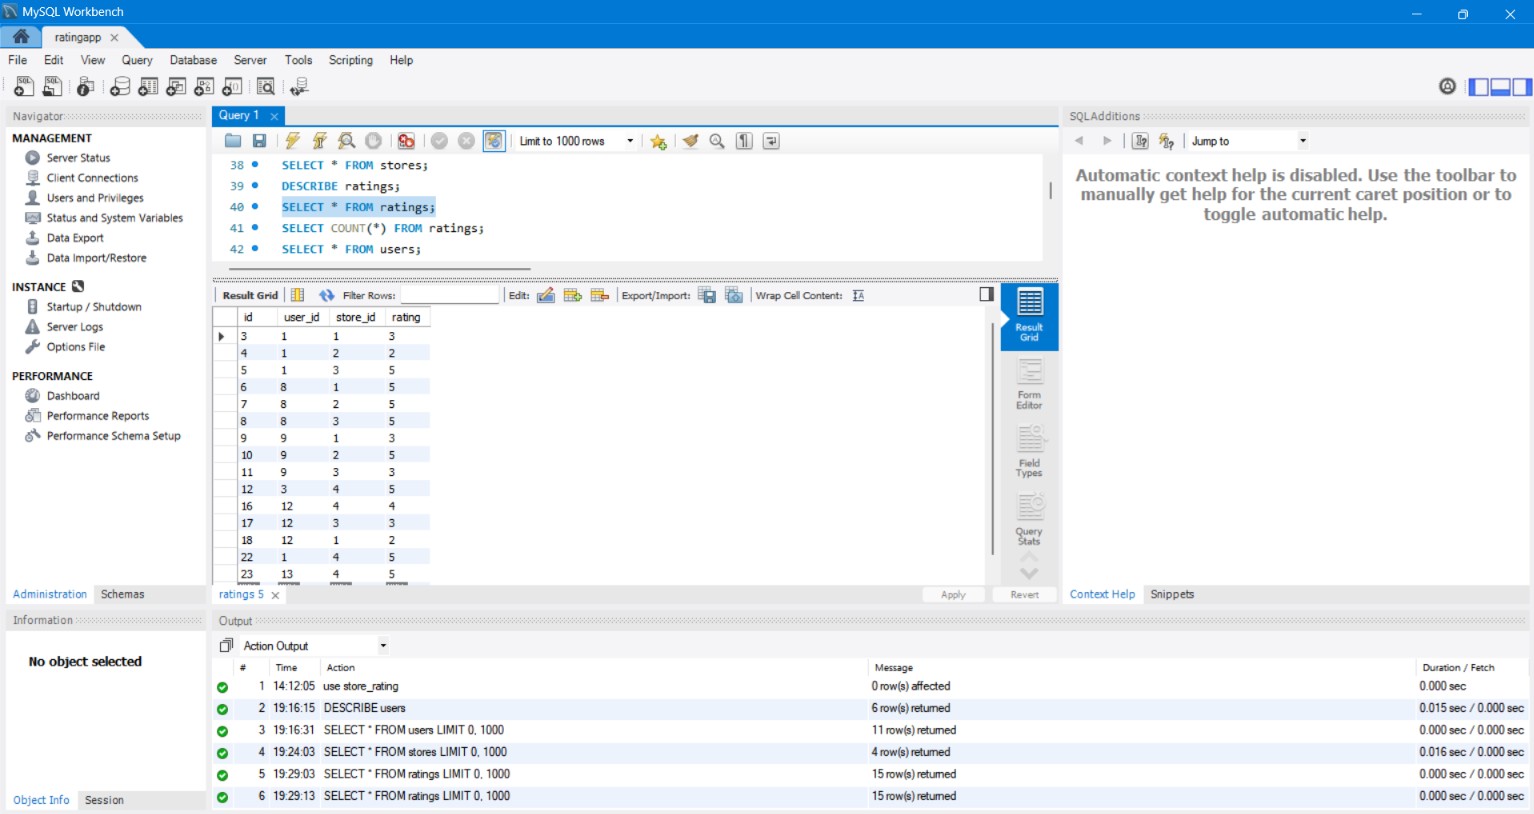 MySQL Workbench
ratingapp
File Edit View Query Database Server Tools Scripting Help
Navigator
MANAGEMENT
Server Status
Client Connections
Users and Privileges
Status and System Variables
Data Export
Data Import/Restore
INSTANCE
Startup / Shutdown
Server Logs
Options File
PERFORMANCE
Dashboard
Performance Reports
Performance Schema Setup
Administration Schemas
Information
No object selected
Object Info Session
Query 1
Limit to 1000 rows
38 SELECT * FROM stores;
39 DESCRIBE ratings;
40 SELECT * FROM ratings;
41 SELECT COUNT(*) FROM ratings;
42 SELECT * FROM users;
Result Grid Filter Rows: Edit: Export/Import: Wrap Cell Content:
id user_id store_id rating
3 1 1 3
4 1 2 2
5 1 3 5
6 8 1 5
7 8 2 5
8 8 3 5
9 9 1 3
10 9 2 5
11 9 3 3
12 3 4 5
16 12 4 4
17 12 3 3
18 12 1 2
22 1 4 5
23 13 4 5
Result
Grid
Form
Editor
Field
Types
Query
Stats
ratings 5
Apply Revert
SQLAdditions
Jump to
Automatic context help is disabled. Use the toolbar to
manually get help for the current caret position or to
toggle automatic help.
Context Help Snippets
Output
Action Output
# Time Action Message Duration / Fetch
1 14:12:05 use store_rating 0 row(s) affected 0.000 sec
2 19:16:15 DESCRIBE users 6 row(s) returned 0.015 sec / 0.000 sec
3 19:16:31 SELECT * FROM users LIMIT 0, 1000 11 row(s) returned 0.000 sec / 0.000 sec
4 19:24:03 SELECT * FROM stores LIMIT 0, 1000 4 row(s) returned 0.016 sec / 0.000 sec
5 19:29:03 SELECT * FROM ratings LIMIT 0, 1000 15 row(s) returned 0.000 sec / 0.000 sec
6 19:29:13 SELECT * FROM ratings LIMIT 0, 1000 15 row(s) returned 0.000 sec / 0.000 sec